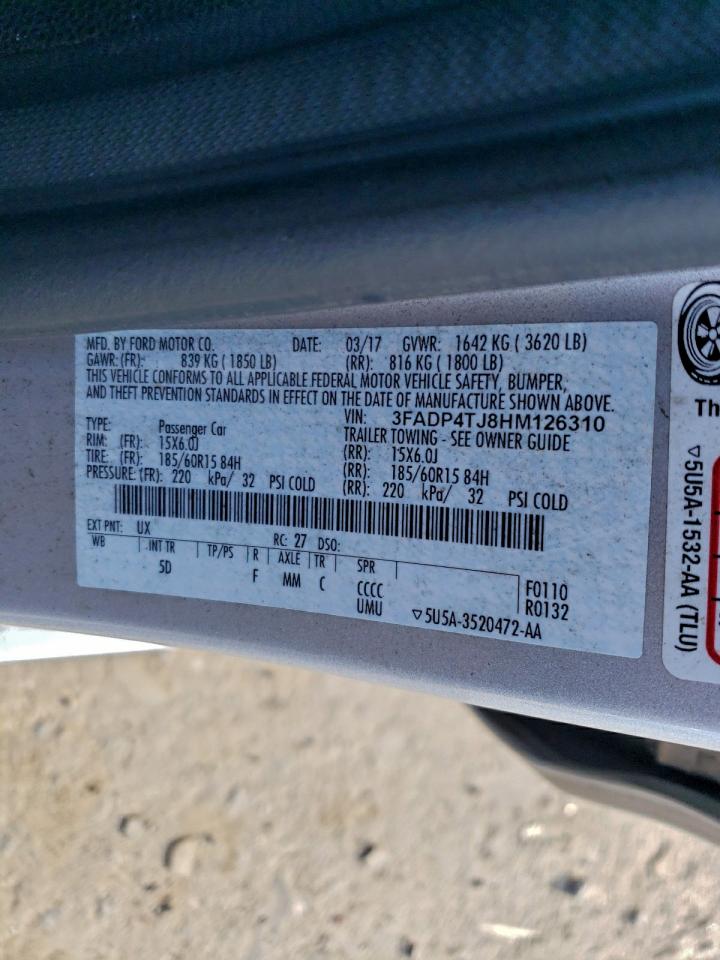 MFD. BY FORD MOTOR CO. DATE: 03/17 GVWR: 1642 KG ( 3620 LB)
GAWR: (FR): 839 KG ( 1850 LB) (RR): 816 KG ( 1800 LB)
THIS VEHICLE CONFORMS TO ALL APPLICABLE FEDERAL MOTOR VEHICLE SAFETY, BUMPER,
AND THEFT PREVENTION STANDARDS IN EFFECT ON THE DATE OF MANUFACTURE SHOWN ABOVE.
VIN: 3FADP4TJ8HM126310
TYPE: Passenger Car TRAILER TOWING - SEE OWNER GUIDE
RIM: (FR): 15X6.0J (RR): 15X6.0J
(FR): 185/60R15 84H (RR): 185/60R15 84H
PRESSURE: (FR): 220 kPa/ 32 PSI COLD (RR): 220 kPa/ 32 PSI COLD
EXT PNT: UX RC: 27 DSO:
WB INT TR TP/PS R AXLE TR SPR
5D F MM C CCCC F0110
UMU R0132
▽5U5A-3520472-AA
Th
▽5U5A-1532-AA (TLU)